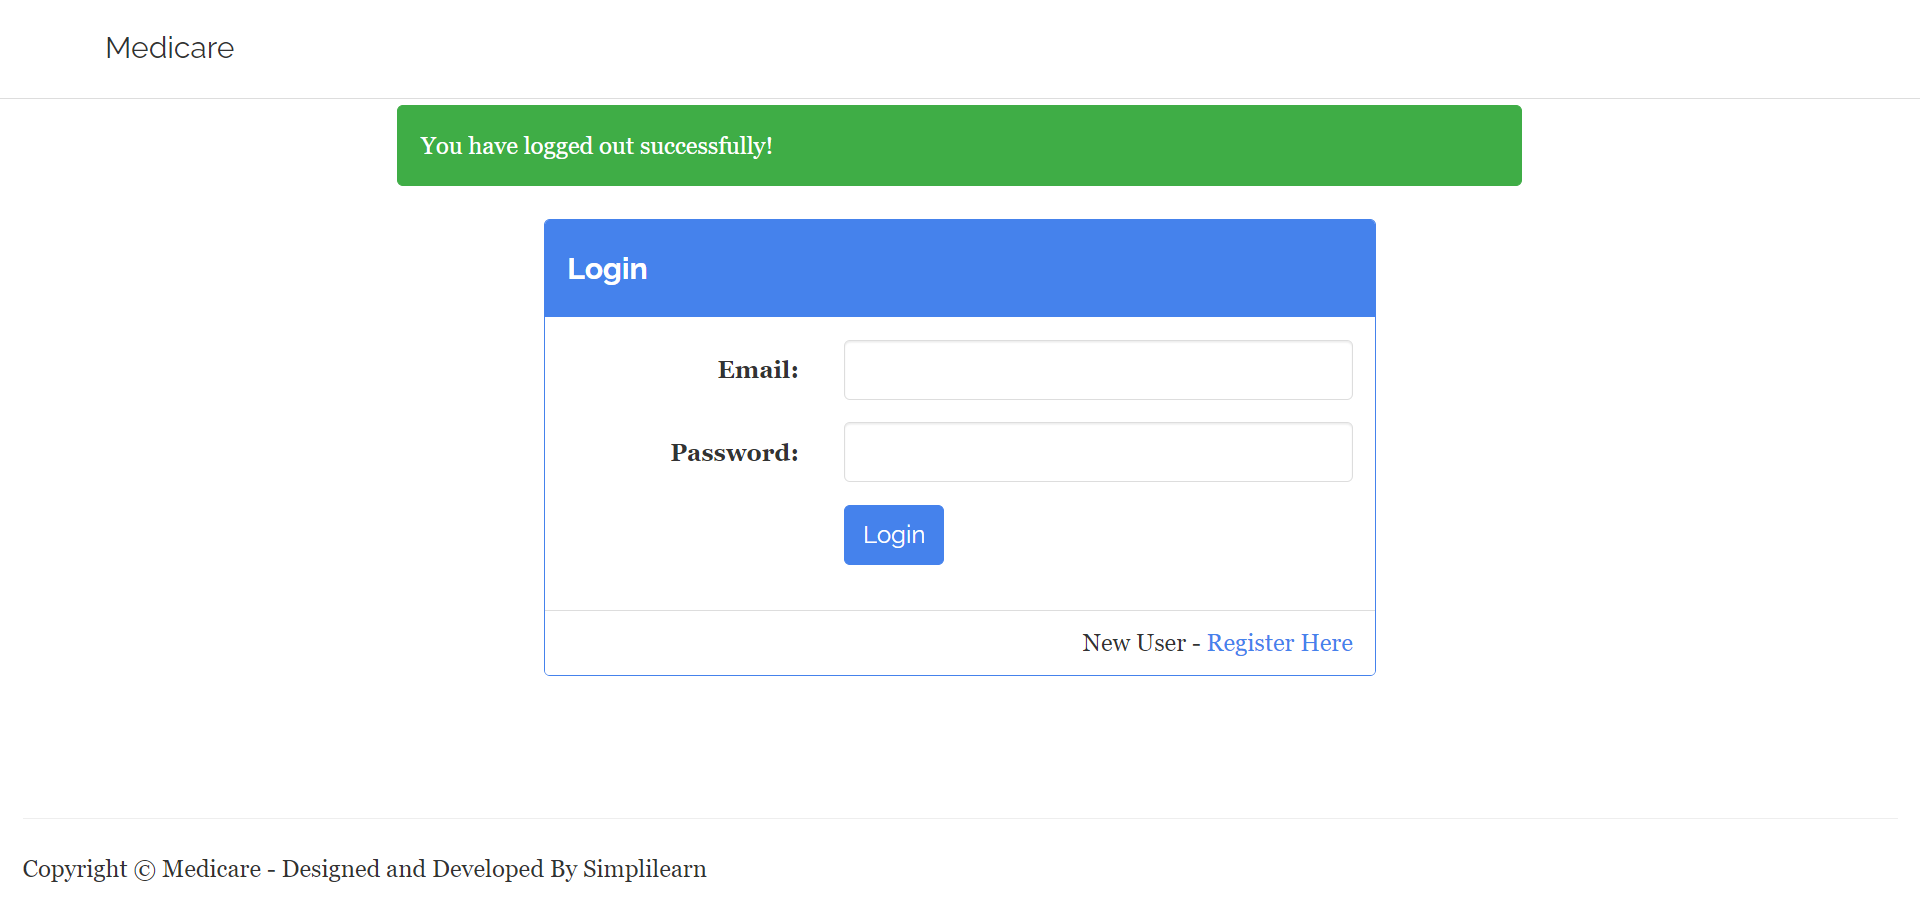 Medicare
You have logged out successfully!
Login
Email:
Password:
Login
New User - Register Here
Copyright © Medicare - Designed and Developed By Simplilearn